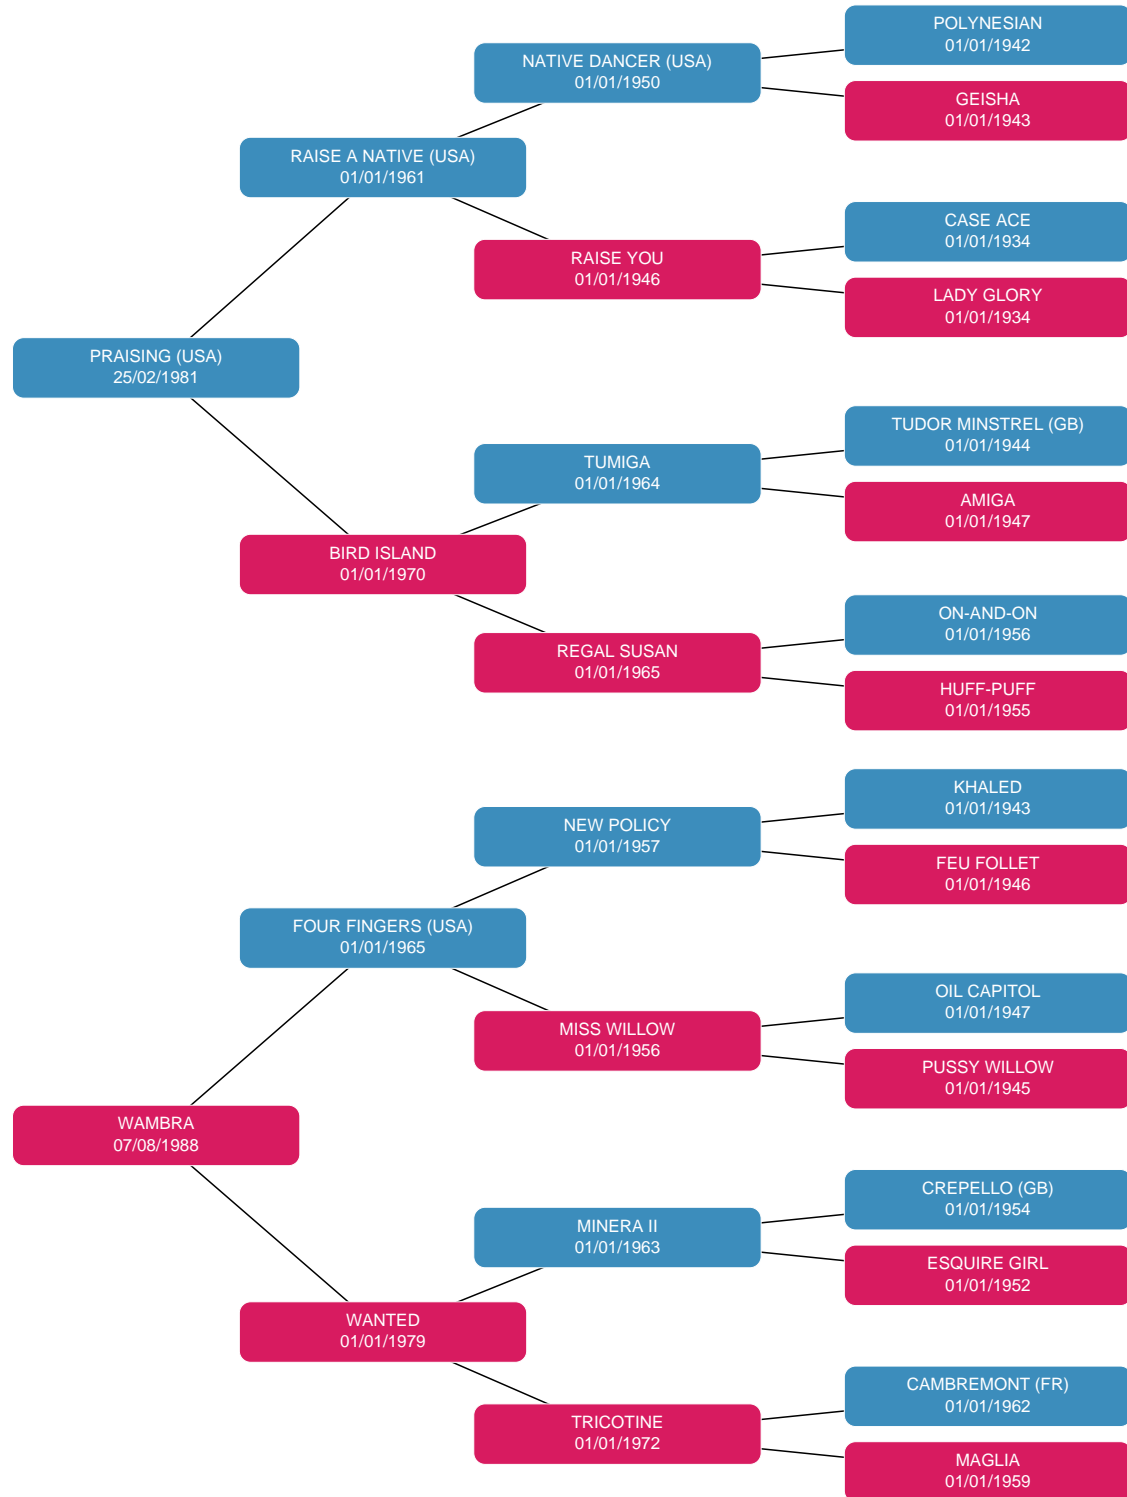 POLYNESIAN
01/01/1942
NATIVE DANCER (USA)
01/01/1950
GEISHA
01/01/1943
RAISE A NATIVE (USA)
01/01/1961
CASE ACE
01/01/1934
RAISE YOU
01/01/1946
LADY GLORY
01/01/1934
PRAISING (USA)
25/02/1981
TUDOR MINSTREL (GB)
01/01/1944
TUMIGA
01/01/1964
AMIGA
01/01/1947
BIRD ISLAND
01/01/1970
ON-AND-ON
01/01/1956
REGAL SUSAN
01/01/1965
HUFF-PUFF
01/01/1955
KHALED
01/01/1943
NEW POLICY
01/01/1957
FEU FOLLET
01/01/1946
FOUR FINGERS (USA)
01/01/1965
OIL CAPITOL
01/01/1947
MISS WILLOW
01/01/1956
PUSSY WILLOW
01/01/1945
WAMBRA
07/08/1988
CREPELLO (GB)
01/01/1954
MINERA II
01/01/1963
ESQUIRE GIRL
01/01/1952
WANTED
01/01/1979
CAMBREMONT (FR)
01/01/1962
TRICOTINE
01/01/1972
MAGLIA
01/01/1959